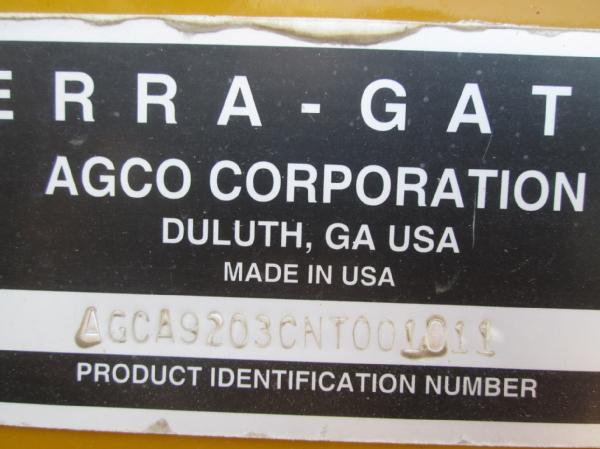 ERRA-GAT
AGCO CORPORATION
DULUTH, GA USA
MADE IN USA
AGCA9203CNT001011
PRODUCT IDENTIFICATION NUMBER